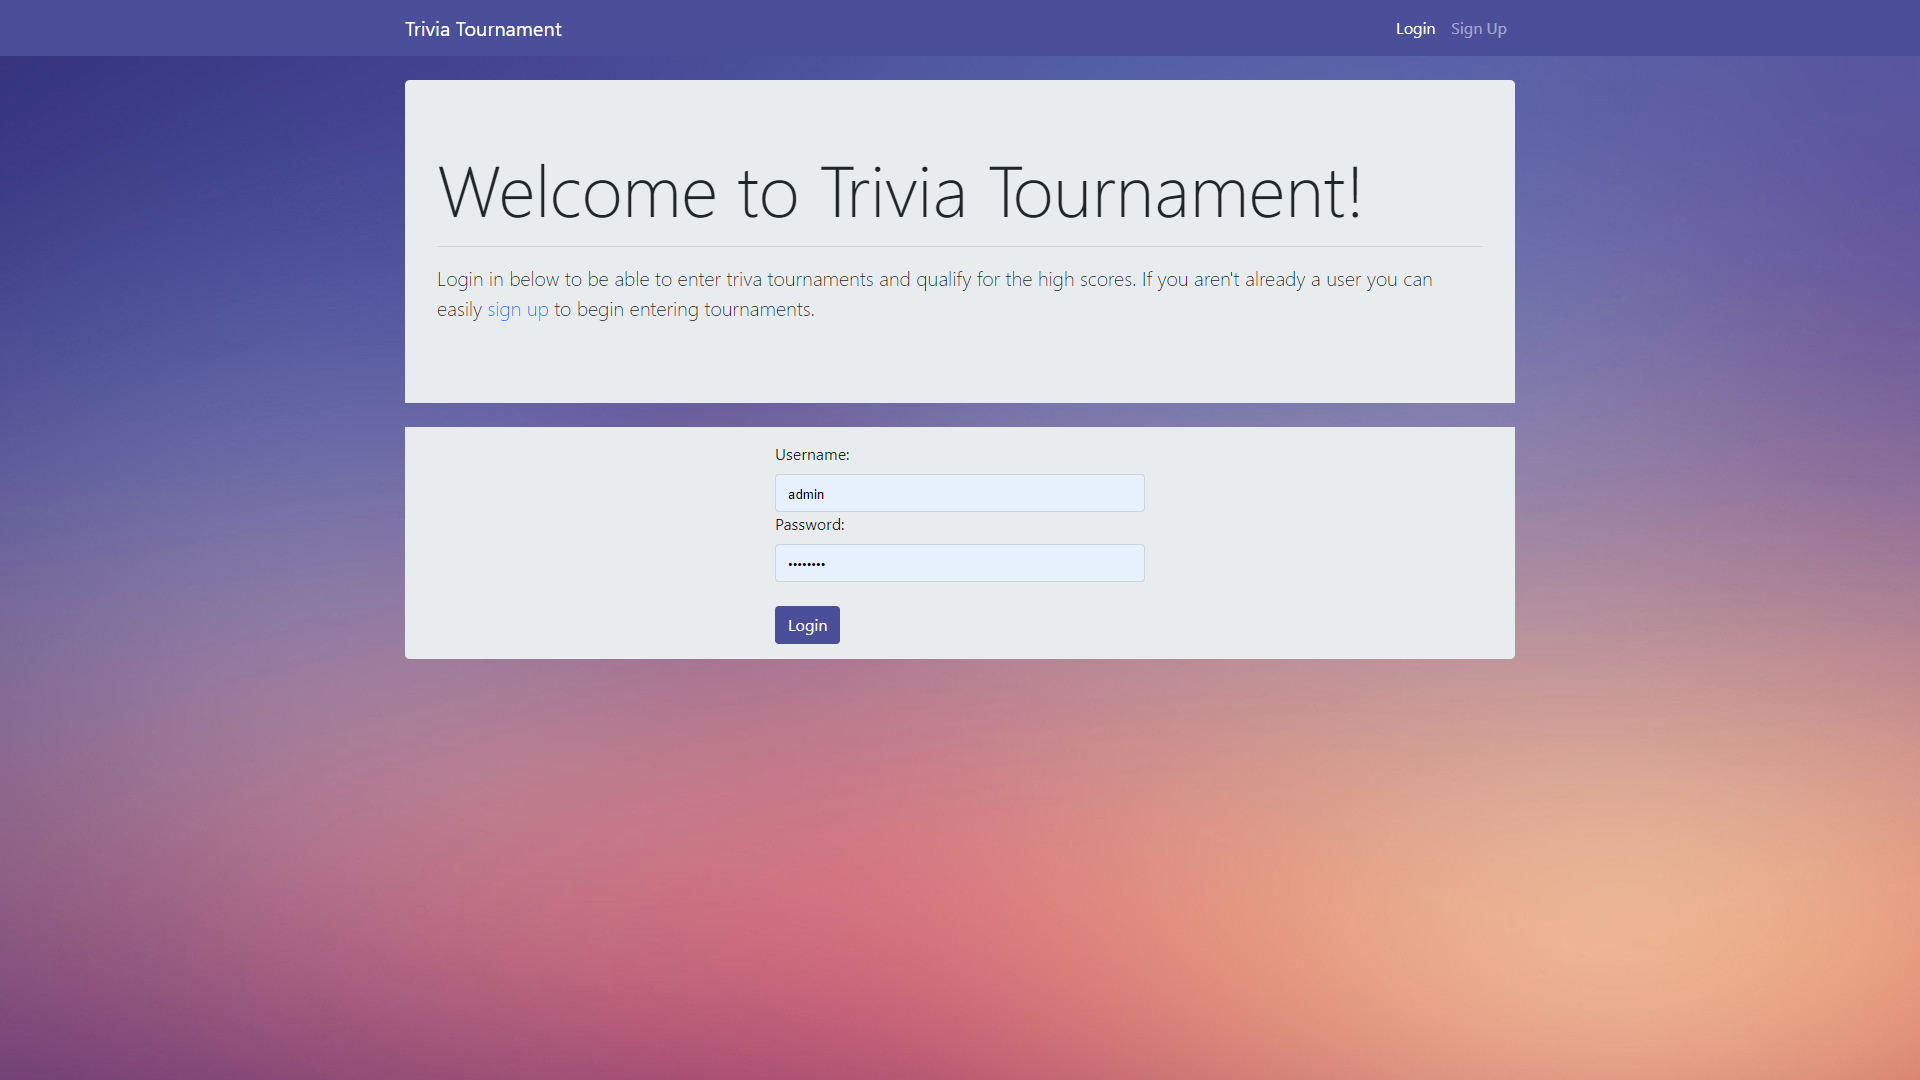 Trivia Tournament
Login
Sign Up
Welcome to Trivia Tournament!
Login in below to be able to enter triva tournaments and qualify for the high scores. If you aren't already a user you can
easily sign up to begin entering tournaments.
Username:
admin
Password:
••••••••
Login